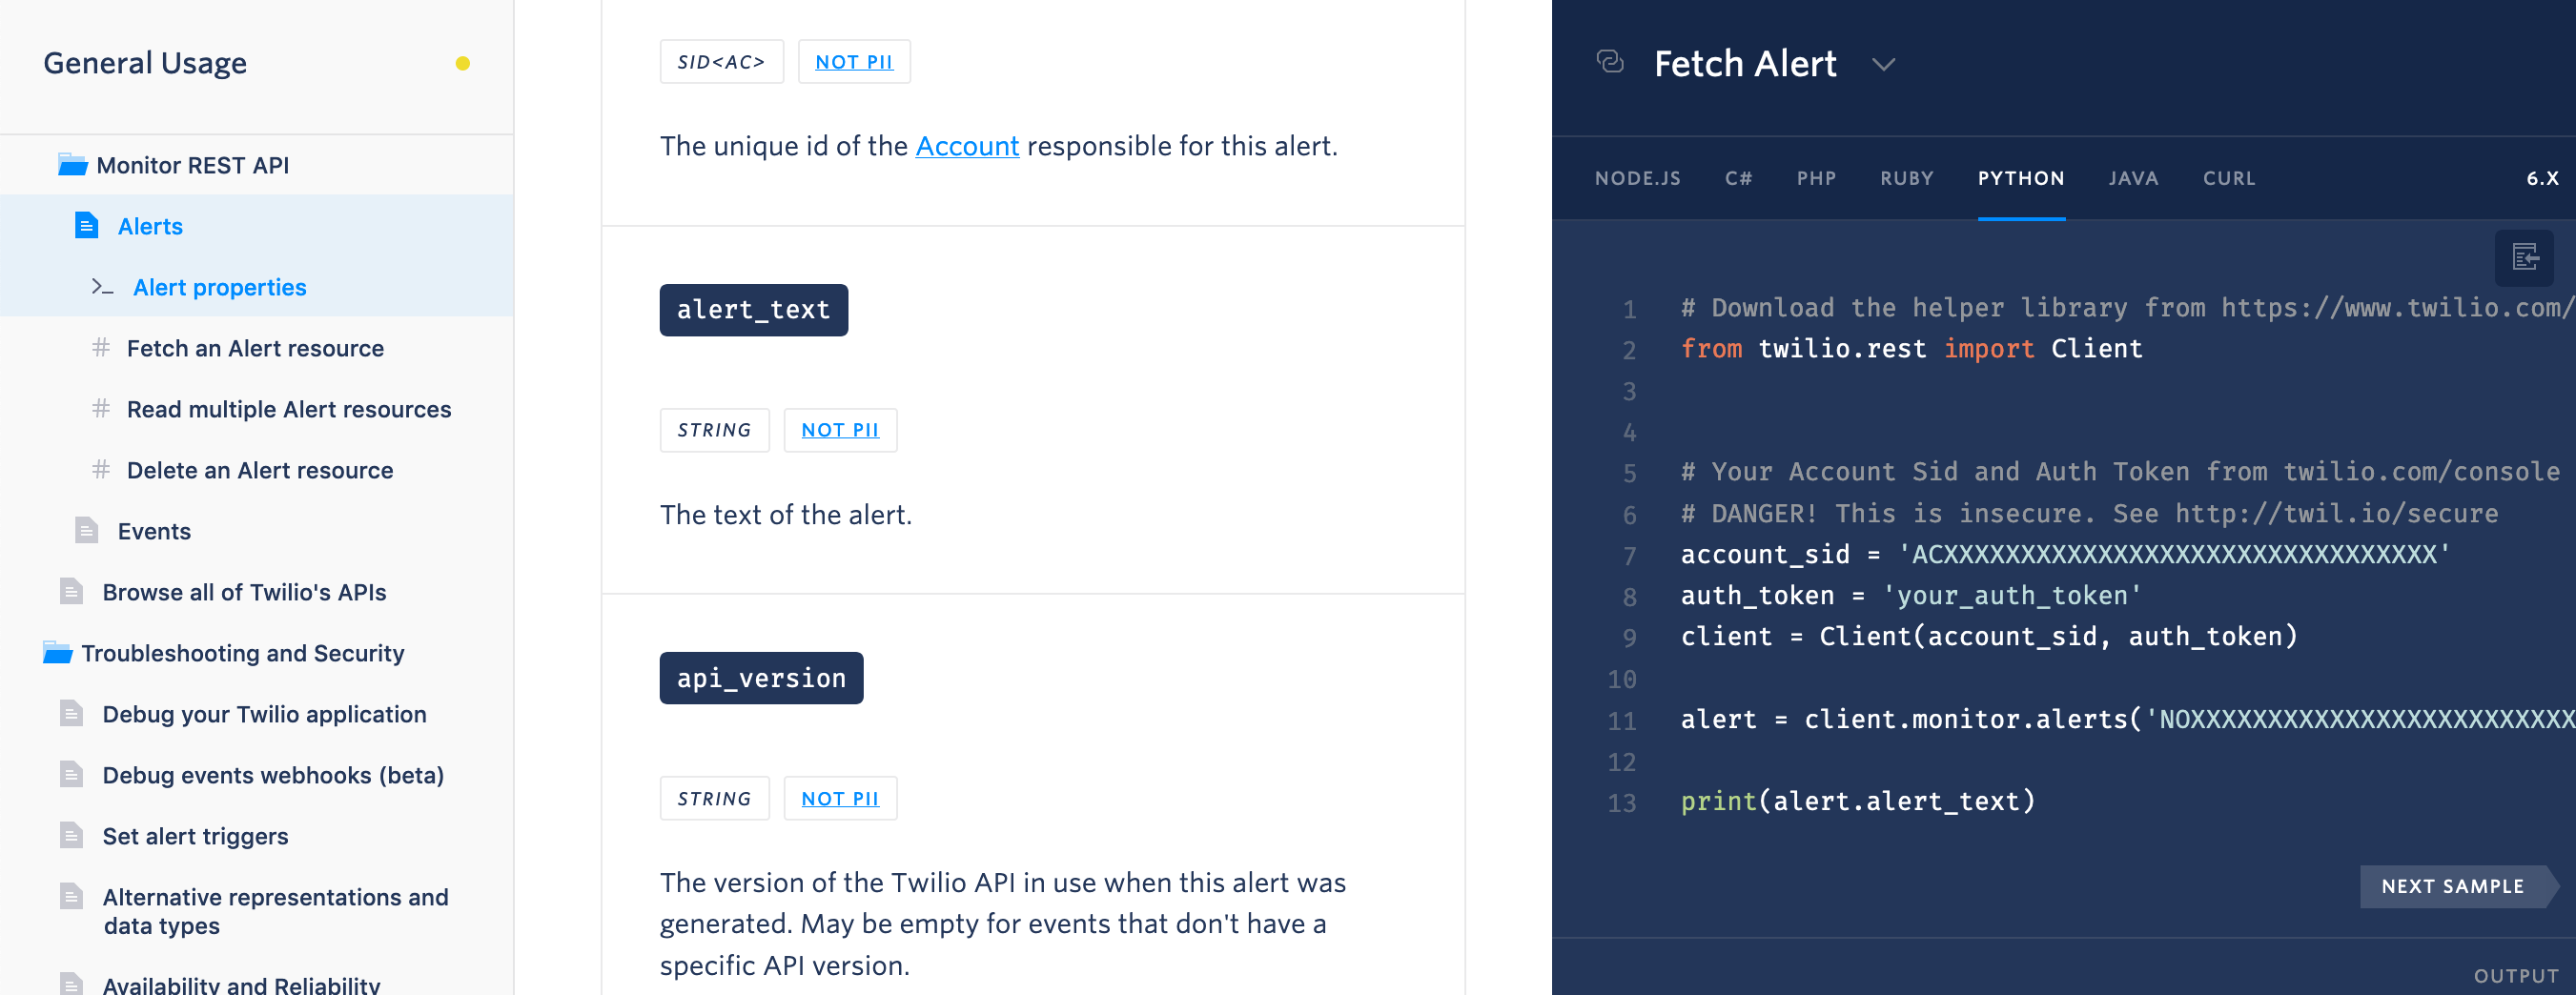 General Usage
Monitor REST API
Alerts
>_ Alert properties
# Fetch an Alert resource
# Read multiple Alert resources
# Delete an Alert resource
Events
Browse all of Twilio's APIs
Troubleshooting and Security
Debug your Twilio application
Debug events webhooks (beta)
Set alert triggers
Alternative representations and
data types
Availability and Reliability
SID<AC> NOT PII
The unique id of the Account responsible for this alert.
alert_text
STRING NOT PII
The text of the alert.
api_version
STRING NOT PII
The version of the Twilio API in use when this alert was
generated. May be empty for events that don't have a
specific API version.
Fetch Alert
NODE.JS C# PHP RUBY PYTHON JAVA CURL 6.X
1 # Download the helper library from https://www.twilio.com/
2 from twilio.rest import Client
3
4
5 # Your Account Sid and Auth Token from twilio.com/console
6 # DANGER! This is insecure. See http://twil.io/secure
7 account_sid = 'ACXXXXXXXXXXXXXXXXXXXXXXXXXXXXXXXX'
8 auth_token = 'your_auth_token'
9 client = Client(account_sid, auth_token)
10
11 alert = client.monitor.alerts('NOXXXXXXXXXXXXXXXXXXXXXXXXX
12
13 print(alert.alert_text)
NEXT SAMPLE
OUTPUT